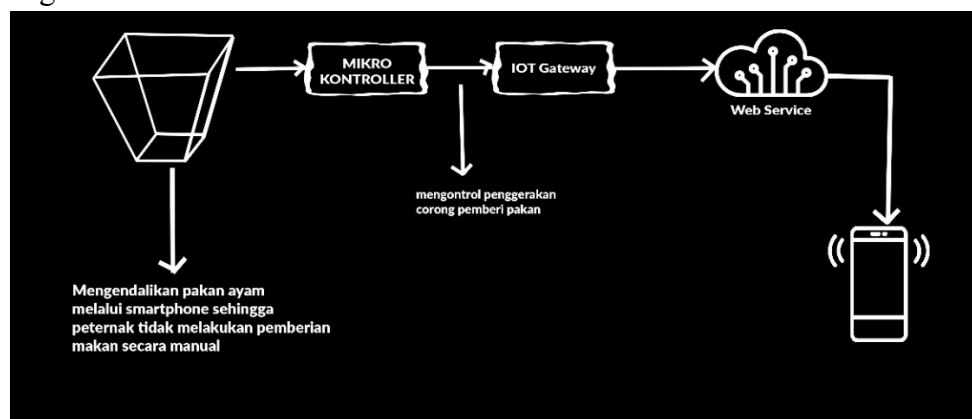 MIKRO
KONTROLLER
IOT Gateway
Web Service
mengontrol penggerakan
corong pemberi pakan
Mengendalikan pakan ayam
melalui smartphone sehingga
peternak tidak melakukan pemberian
makan secara manual